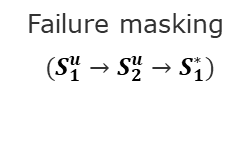 Failure masking
(S₁ᵘ → S₂ᵘ → S₁*)